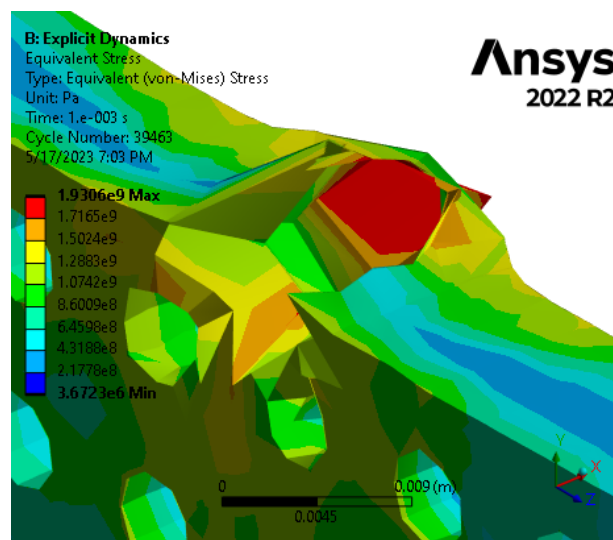 B: Explicit Dynamics
Equivalent Stress
Type: Equivalent (von-Mises) Stress
Unit: Pa
Time: 1.e-003 s
Cycle Number: 39463
5/17/2023 7:03 PM
1.9306e9 Max
1.7165e9
1.5024e9
1.2883e9
1.0742e9
8.6009e8
6.4598e8
4.3188e8
2.1778e8
3.6723e6 Min
Ansys
2022 R2
0
0.009 (m)
0.0045
Y
X
Z